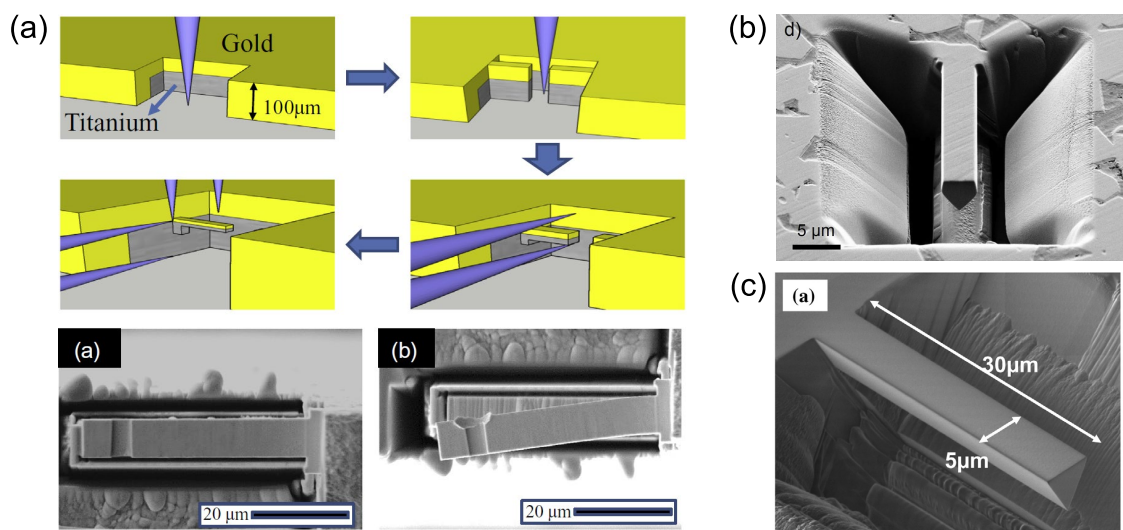 (a)
Gold
100μm
Titanium
(a)
20 μm
(b)
20 μm
(b)
d)
5 μm
(c)
(a)
30μm
5μm